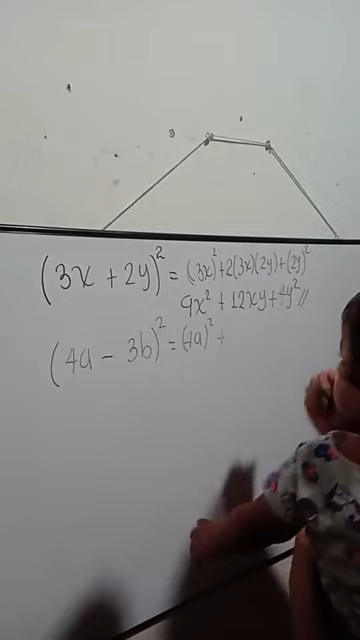 (3x + 2y)² = (3x)² + 2(3x)(2y) + (2y)²
9x² + 12xy + 4y² //
(4a - 3b)² = (4a)² +